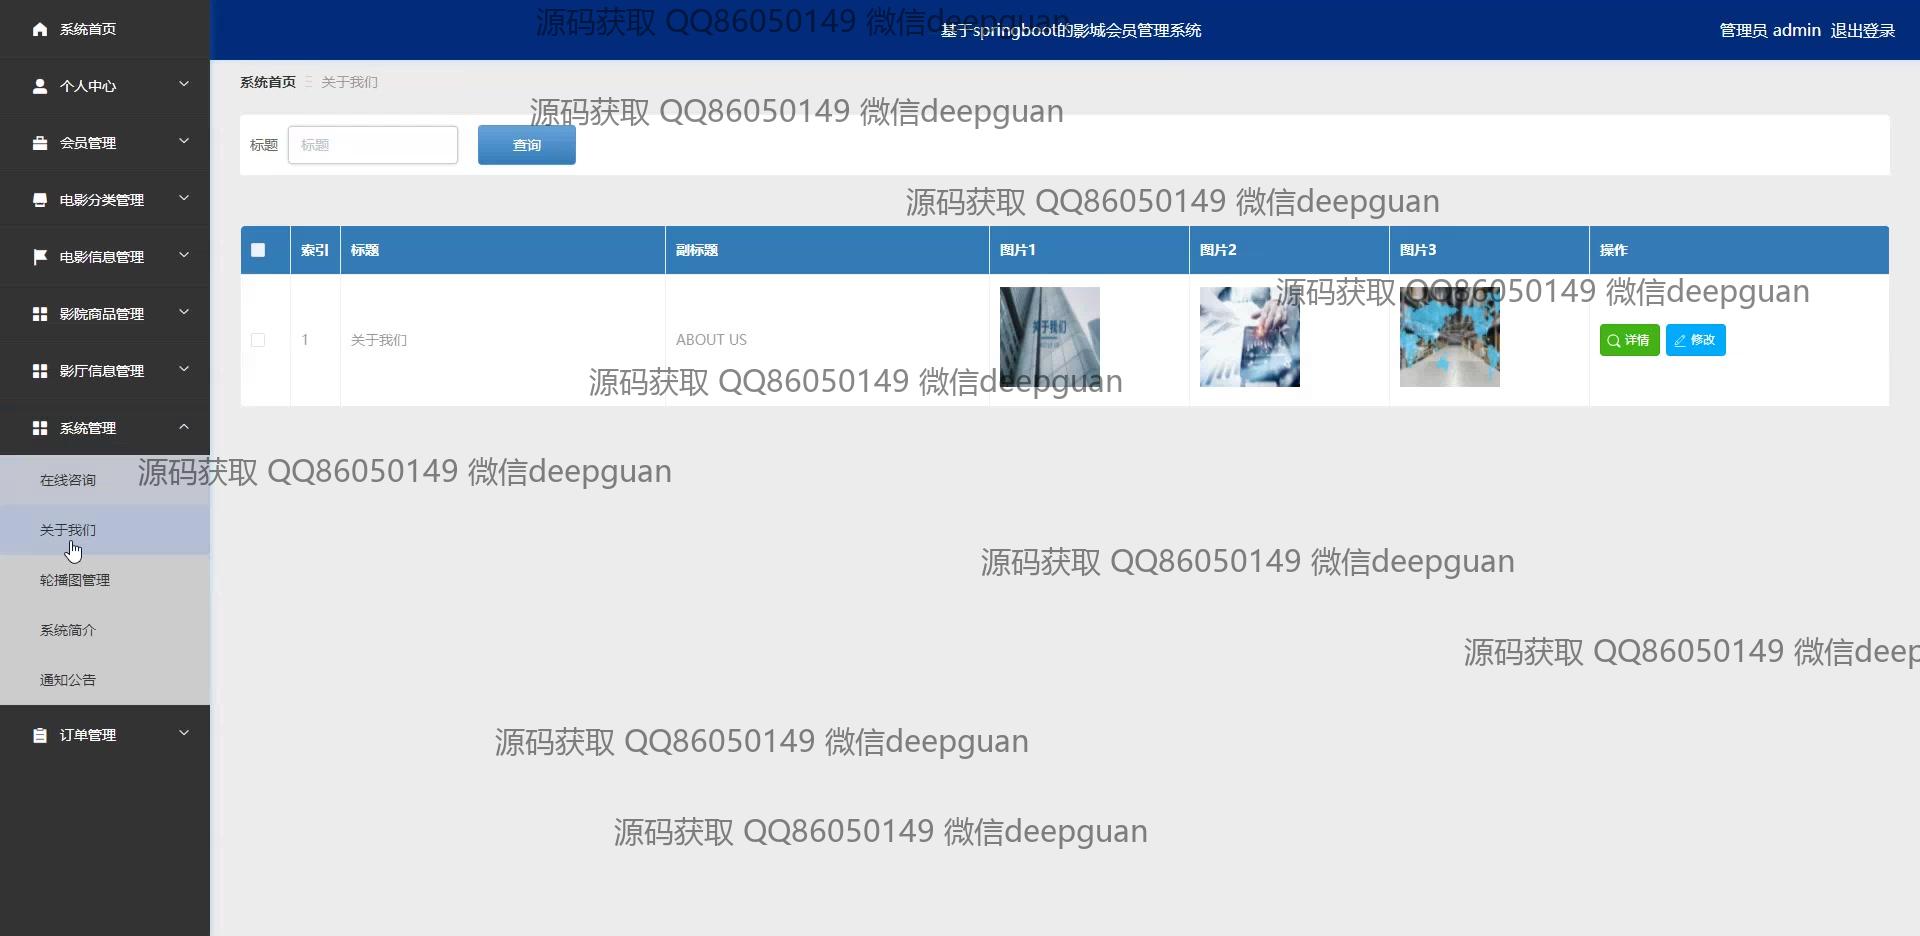 系统首页
个人中心
会员管理
电影分类管理
电影信息管理
影院商品管理
影厅信息管理
系统管理
在线咨询
关于我们
轮播图管理
系统简介
通知公告
订单管理
源码获取 QQ86050149 微信deepguan
基于springboot的影城会员管理系统
管理员 admin 退出登录
系统首页 关于我们
源码获取 QQ86050149 微信deepguan
标题 标题 查询
源码获取 QQ86050149 微信deepguan
索引 标题 副标题 图片1 图片2 图片3 操作
源码获取 QQ86050149 微信deepguan
关于我们
1 关于我们 ABOUT US 详情 修改
源码获取 QQ86050149 微信deepguan
源码获取 QQ86050149 微信deepguan
源码获取 QQ86050149 微信deepguan
源码获取 QQ86050149 微信deep
源码获取 QQ86050149 微信deepguan
源码获取 QQ86050149 微信deepguan